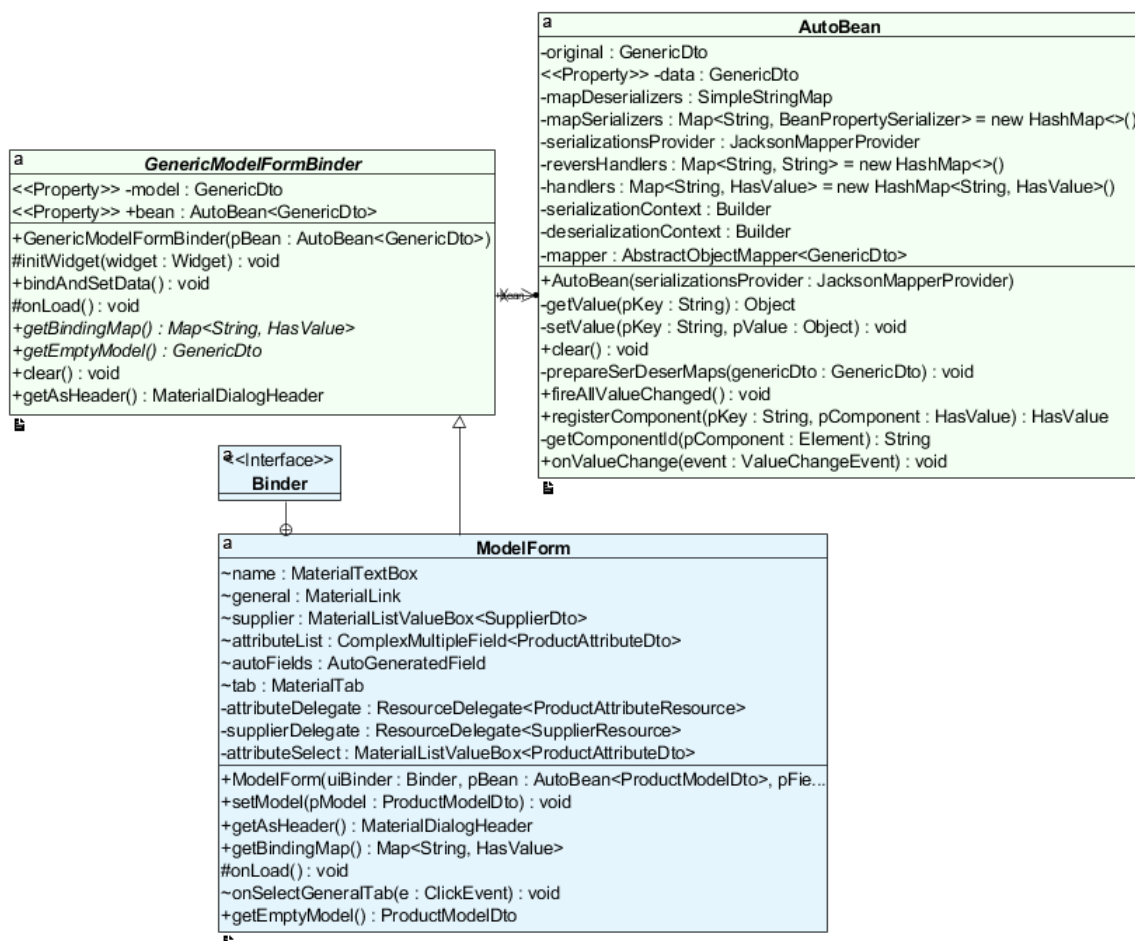 a
AutoBean
-original : GenericDto
<<Property>> -data : GenericDto
-mapDeserializers : SimpleStringMap
-mapSerializers : Map<String, BeanPropertySerializer> = new HashMap<>()
-serializationsProvider : JacksonMapperProvider
-reversHandlers : Map<String, String> = new HashMap<>()
-handlers : Map<String, HasValue> = new HashMap<String, HasValue>()
-serializationContext : Builder
-deserializationContext : Builder
-mapper : AbstractObjectMapper<GenericDto>
+AutoBean(serializationsProvider : JacksonMapperProvider)
-getValue(pKey : String) : Object
-setValue(pKey : String, pValue : Object) : void
+clear() : void
-prepareSerDeserMaps(genericDto : GenericDto) : void
+fireAllValueChanged() : void
+registerComponent(pKey : String, pComponent : HasValue) : HasValue
-getComponentId(pComponent : Element) : String
+onValueChange(event : ValueChangeEvent) : void
a
GenericModelFormBinder
<<Property>> -model : GenericDto
<<Property>> +bean : AutoBean<GenericDto>
+GenericModelFormBinder(pBean : AutoBean<GenericDto>)
#initWidget(widget : Widget) : void
+bindAndSetData() : void
#onLoad() : void
+getBindingMap() : Map<String, HasValue>
+getEmptyModel() : GenericDto
+clear() : void
+getAsHeader() : MaterialDialogHeader
a
<<Interface>>
Binder
a
ModelForm
~name : MaterialTextBox
~general : MaterialLink
~supplier : MaterialListValueBox<SupplierDto>
~attributeList : ComplexMultipleField<ProductAttributeDto>
~autoFields : AutoGeneratedField
~tab : MaterialTab
-attributeDelegate : ResourceDelegate<ProductAttributeResource>
-supplierDelegate : ResourceDelegate<SupplierResource>
-attributeSelect : MaterialListValueBox<ProductAttributeDto>
+ModelForm(uiBinder : Binder, pBean : AutoBean<ProductModelDto>, pFie...
+setModel(pModel : ProductModelDto) : void
+getAsHeader() : MaterialDialogHeader
+getBindingMap() : Map<String, HasValue>
#onLoad() : void
~onSelectGeneralTab(e : ClickEvent) : void
+getEmptyModel() : ProductModelDto